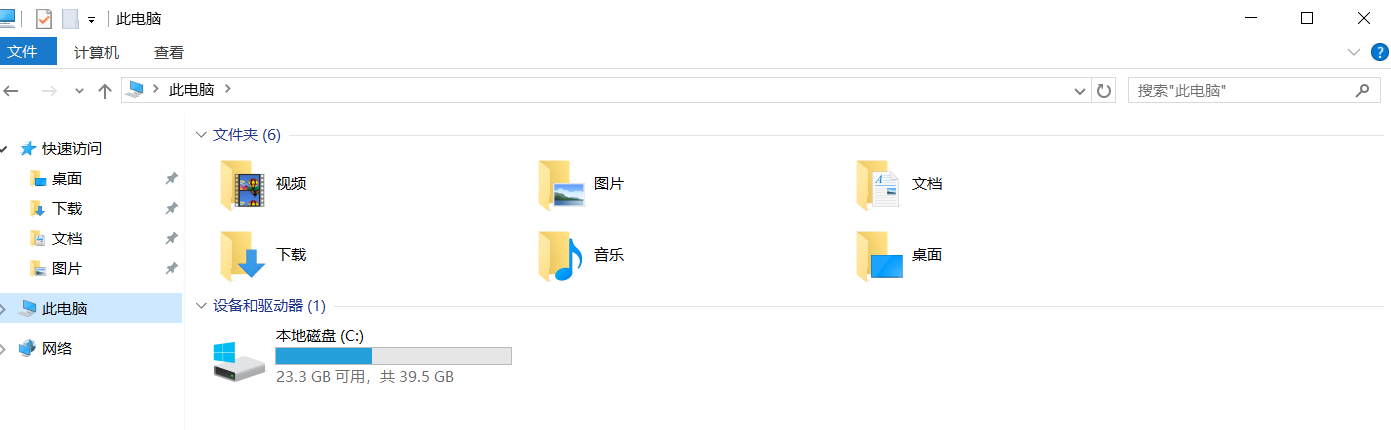 此电脑
文件 计算机 查看
此电脑 搜索"此电脑"
快速访问
桌面
下载
文档
图片
此电脑
网络
文件夹 (6)
视频 图片 文档
下载 音乐 桌面
设备和驱动器 (1)
本地磁盘 (C:)
23.3 GB 可用，共 39.5 GB